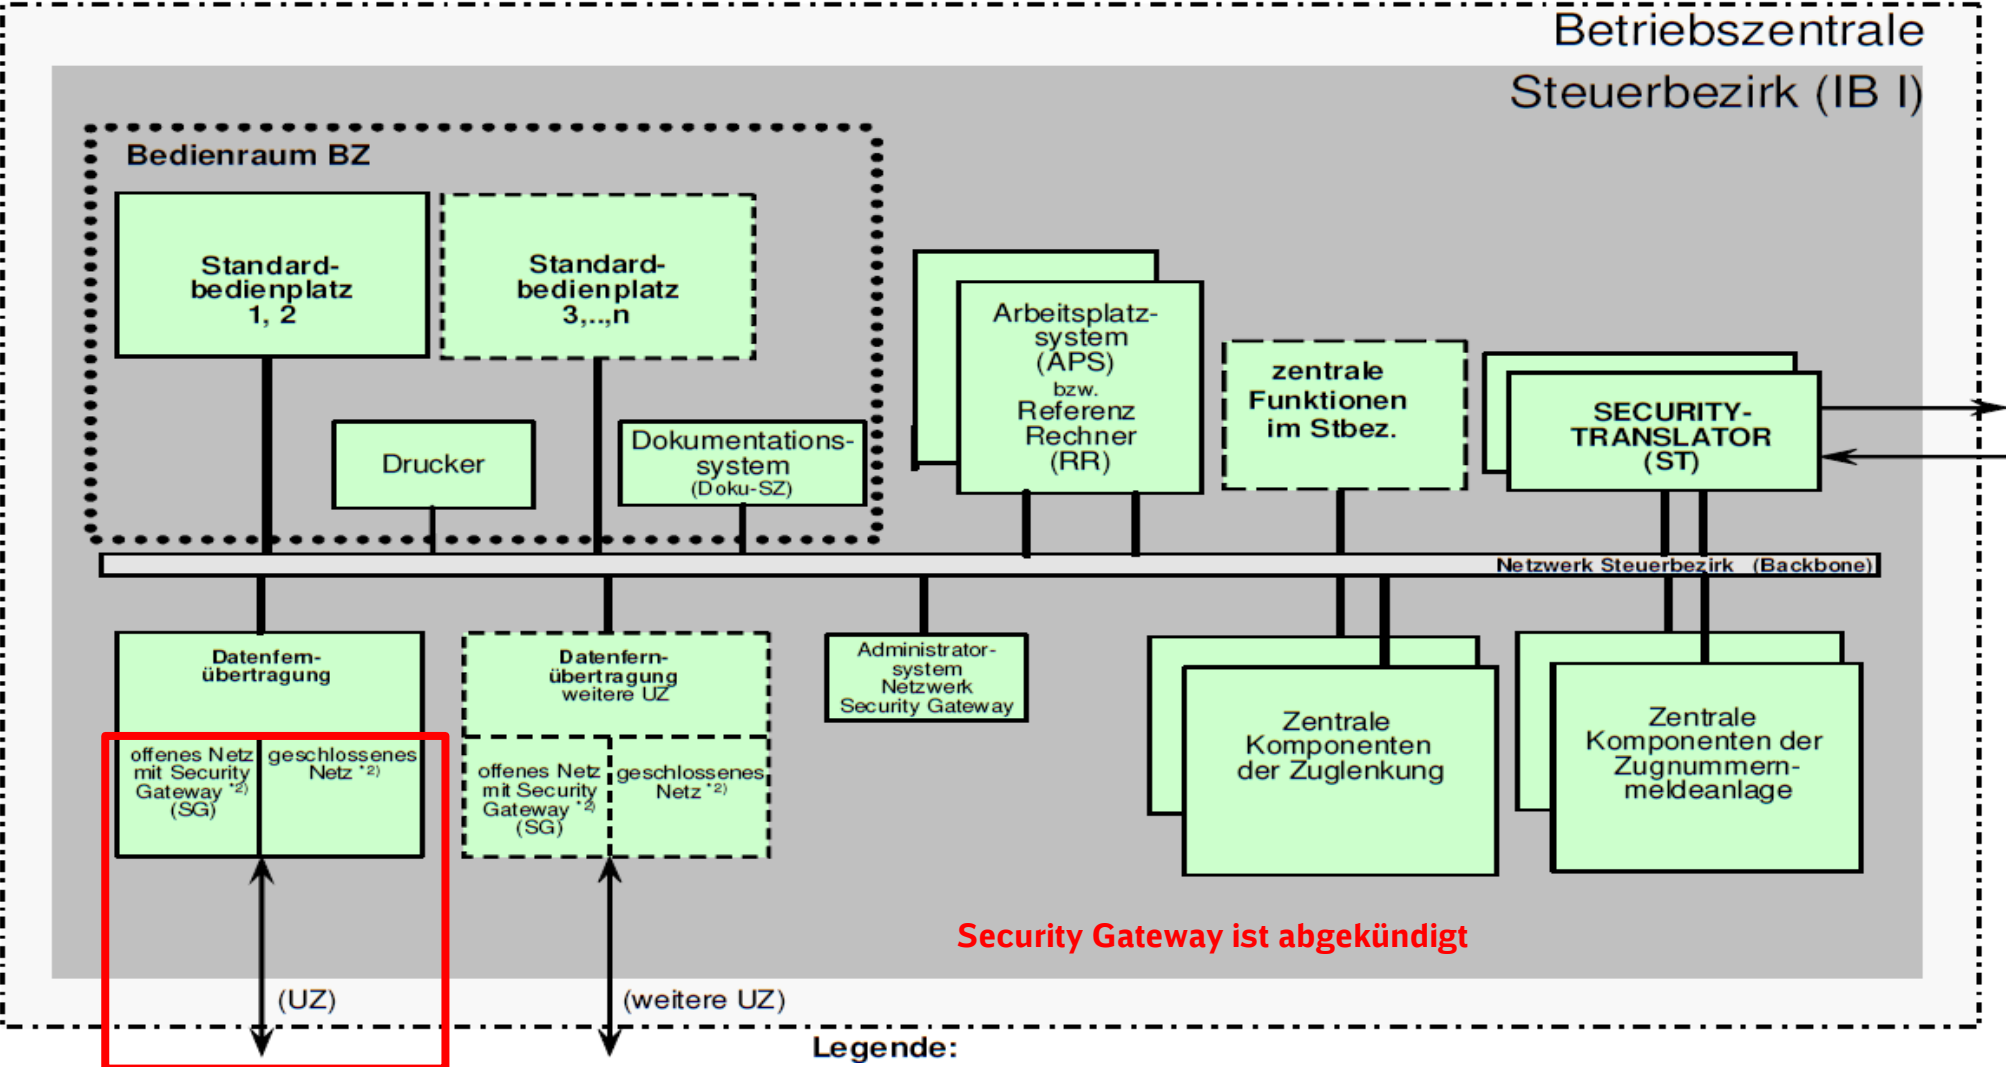 Betriebszentrale
Steuerbezirk (IB I)
Bedienraum BZ
Standard-
bedienplatz
1, 2
Standard-
bedienplatz
3,..,n
Drucker
Dokumentations-
system
(Doku-SZ)
Arbeitsplatz-
system
(APS)
bzw.
Referenz
Rechner
(RR)
zentrale
Funktionen
im Stbez.
SECURITY-
TRANSLATOR
(ST)
Netzwerk Steuerbezirk (Backbone)
Datenfern-
übertragung
offenes Netz
mit Security
Gateway *2)
(SG)
geschlossenes
Netz *2)
Datenfern-
übertragung
weitere UZ
offenes Netz
mit Security
Gateway *2)
(SG)
geschlossenes
Netz *2)
Administrator-
system
Netzwerk
Security Gateway
Zentrale
Komponenten
der Zuglenkung
Zentrale
Komponenten der
Zugnummern-
meldeanlage
Security Gateway ist abgekündigt
(UZ)
(weitere UZ)
Legende: